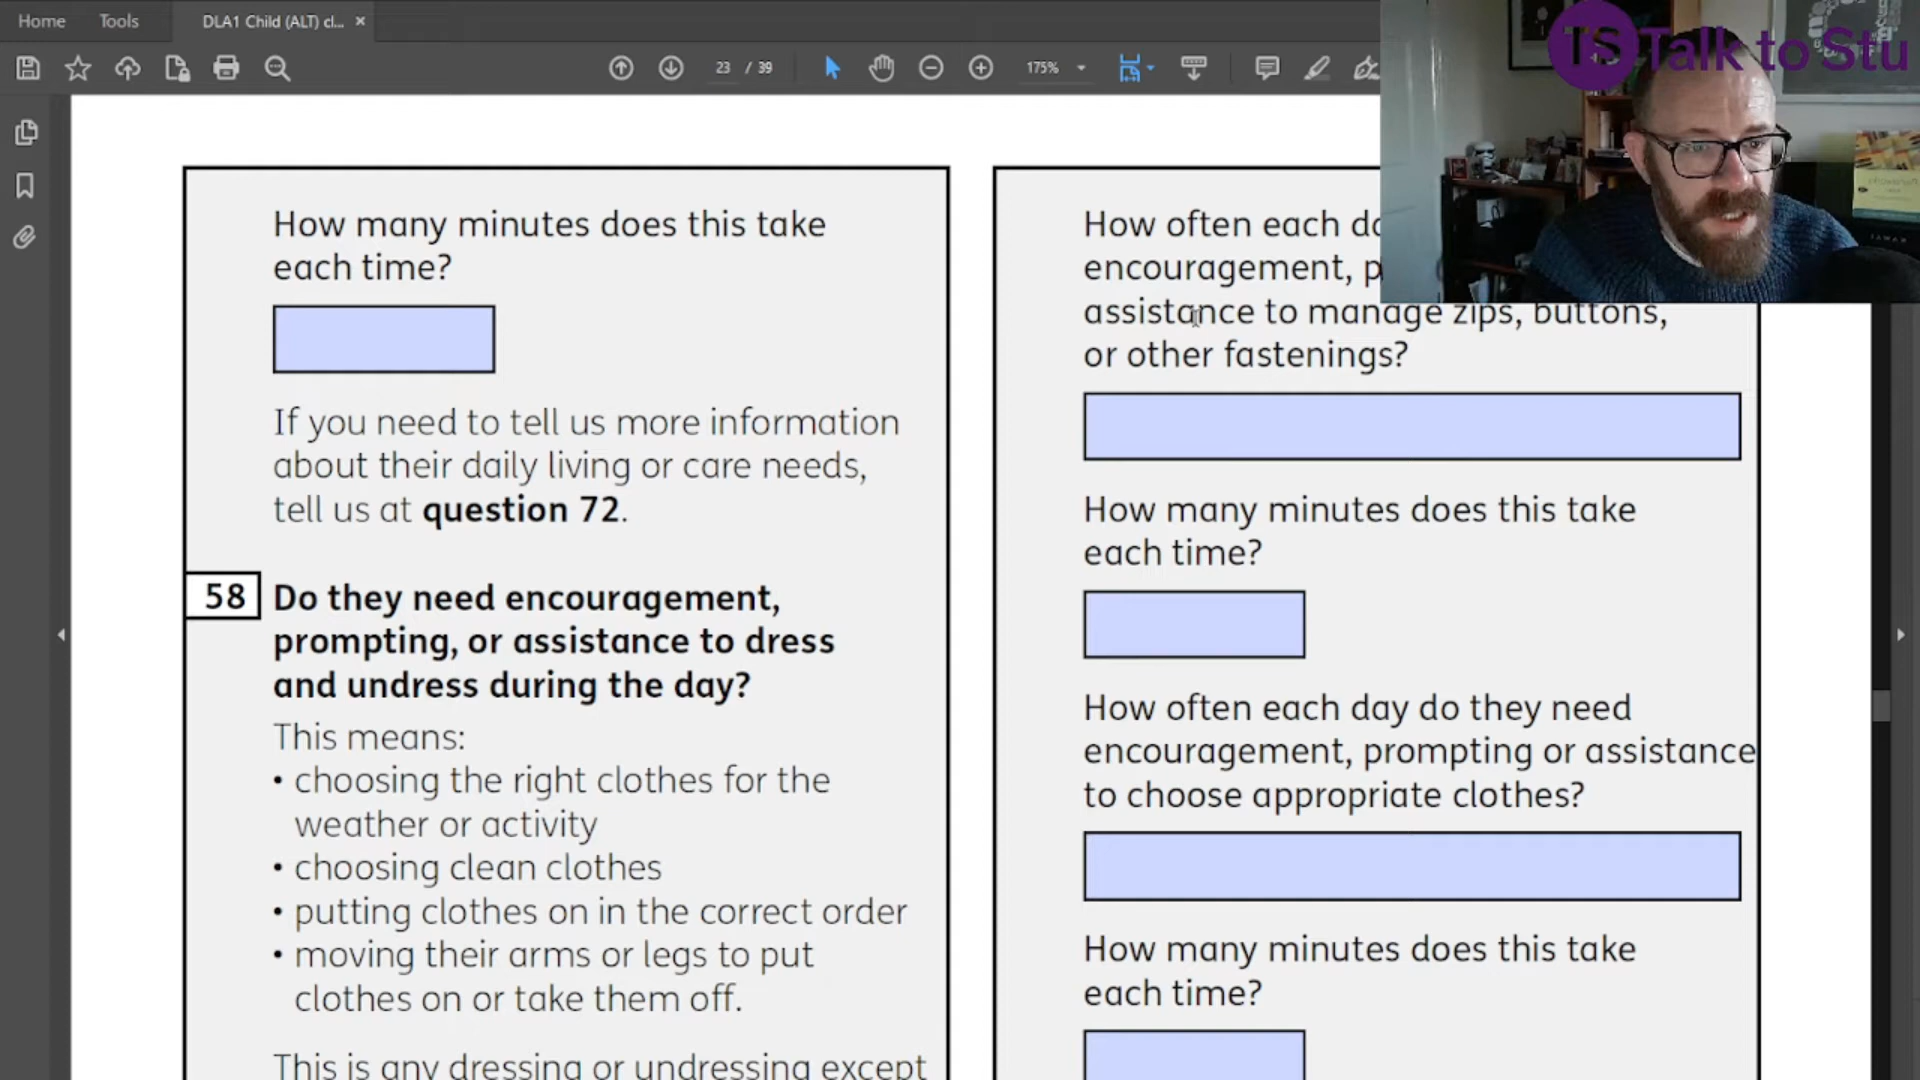 Home
Tools
DLA1 Child (ALT) cl...
23 / 39
175%
TS Talk to Stu
How many minutes does this take
each time?
If you need to tell us more information
about their daily living or care needs,
tell us at question 72.
58
Do they need encouragement,
prompting, or assistance to dress
and undress during the day?
This means:
• choosing the right clothes for the
weather or activity
• choosing clean clothes
• putting clothes on in the correct order
• moving their arms or legs to put
clothes on or take them off.
This is any dressing or undressing except
How often each
encouragement,
assistance to manage zips, buttons,
or other fastenings?
How many minutes does this take
each time?
How often each day do they need
encouragement, prompting or assistance
to choose appropriate clothes?
How many minutes does this take
each time?